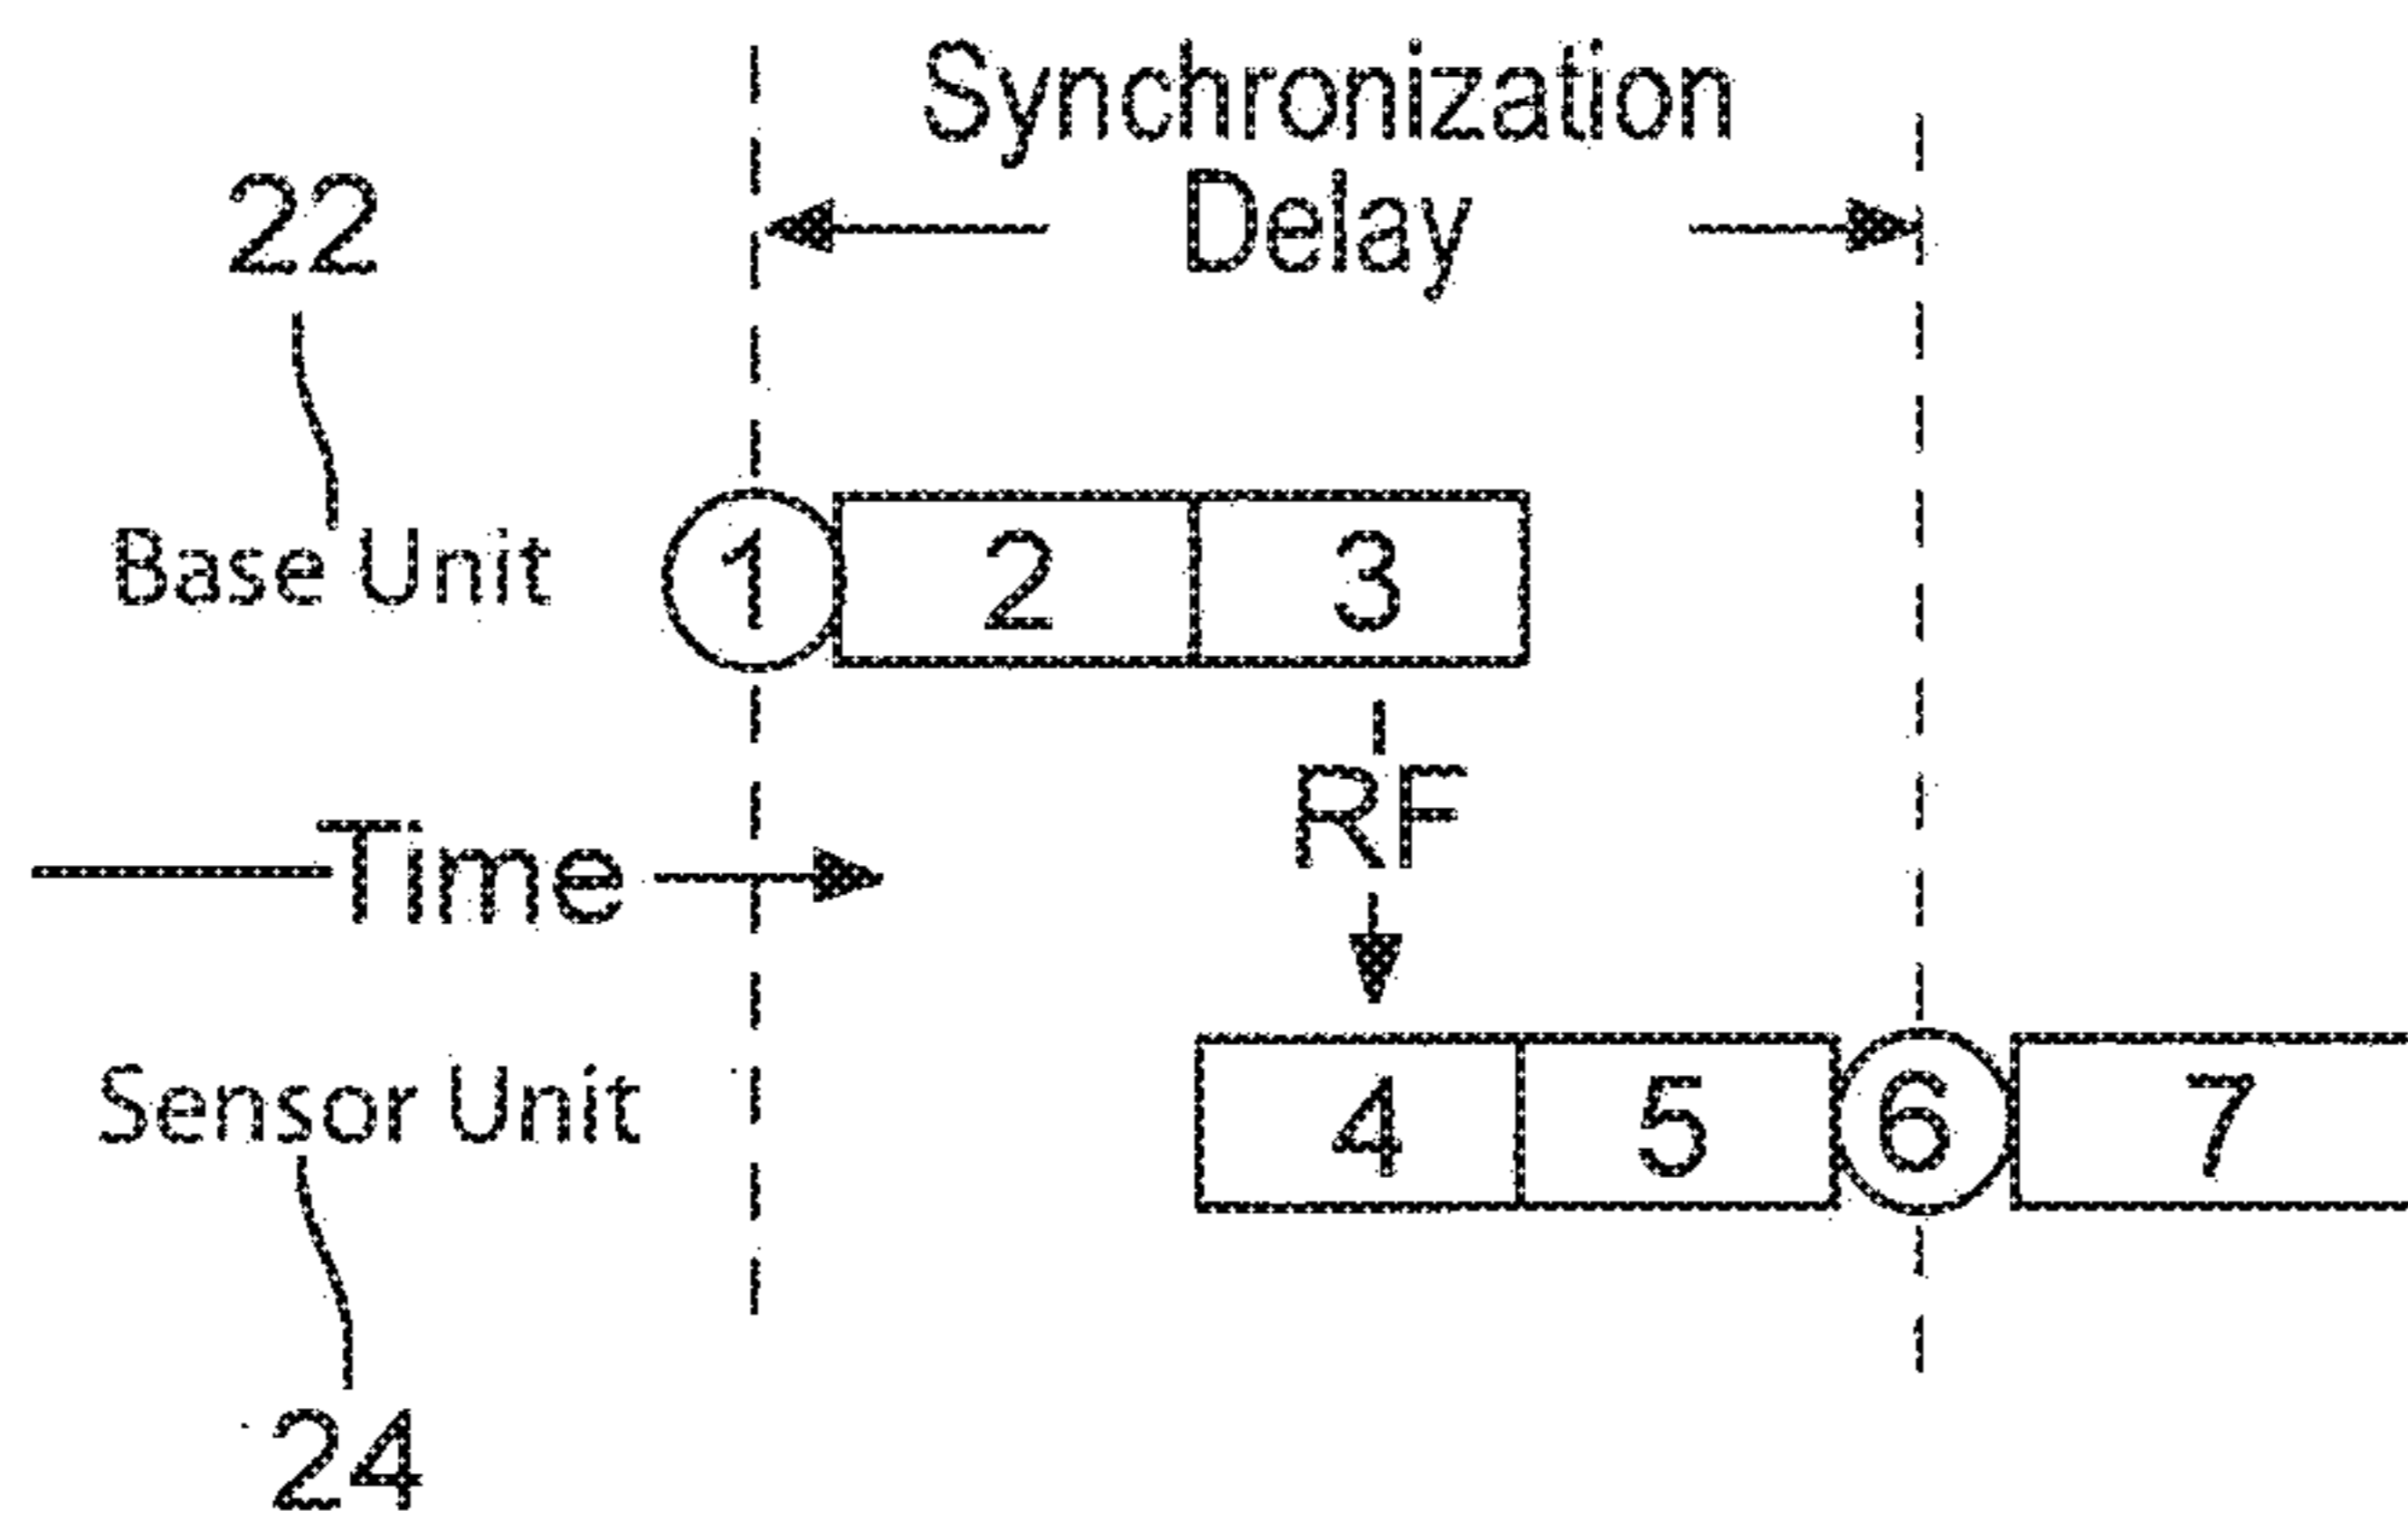 Synchronization
Delay
22
Base Unit
1 2 3
RF
Time
Sensor Unit
4 5 6 7
24